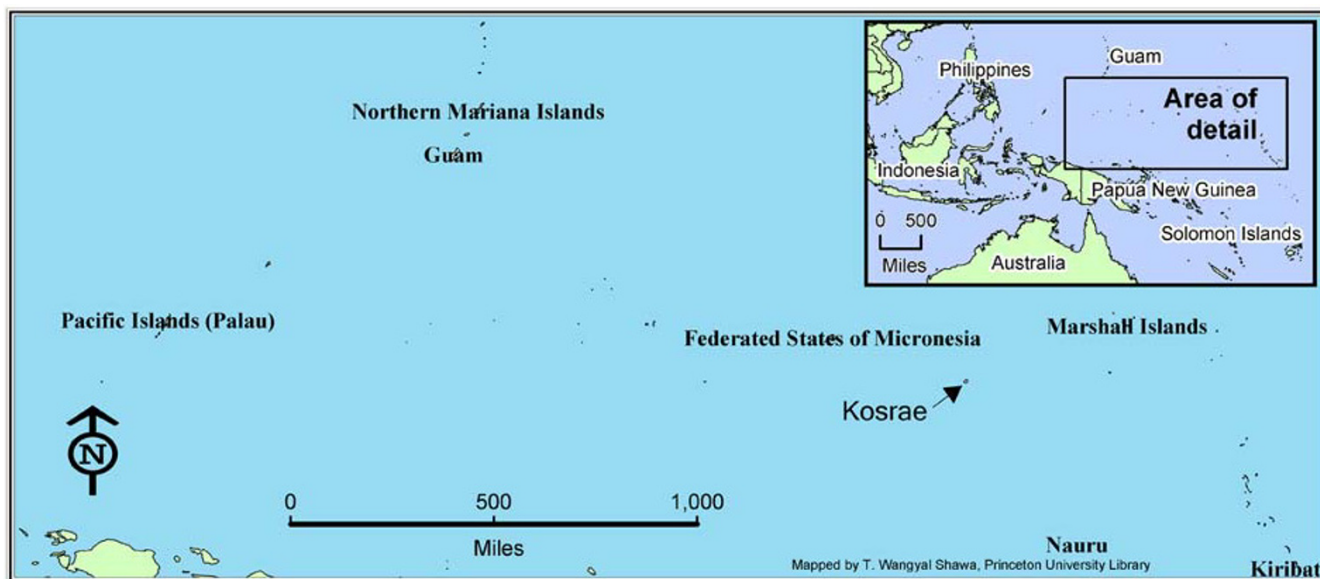 Northern Mariana Islands
Guam
Pacific Islands (Palau)
Federated States of Micronesia
Marshall Islands
Kosrae
N
0 500 1,000
Miles
Nauru
Mapped by T. Wangyal Shawa, Princeton University Library
Kiribat
Guam
Philippines
Area of
detail
Indonesia
Papua New Guinea
0 500
Solomon Islands
Miles
Australia